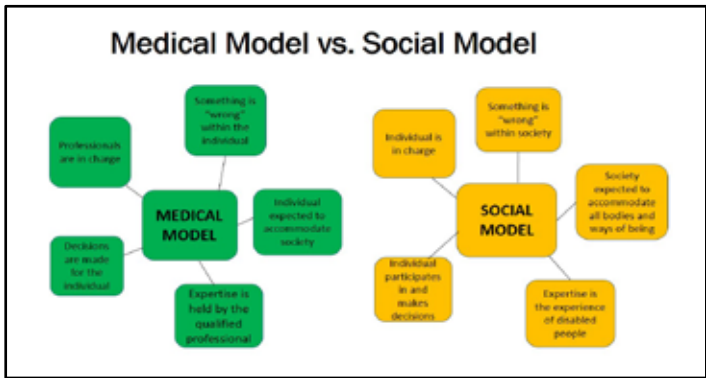 Medical Model vs. Social Model
Something is
"wrong"
within the
individual
Professionals
are in charge
MEDICAL
MODEL
Individual
expected to
accommodate
society
Decisions
are made
for the
individual
Expertise is
held by the
qualified
professional
Something is
"wrong"
within society
Individual is
in charge
SOCIAL
MODEL
Society
expected to
accommodate
all bodies and
ways of being
Individual
participates
in and
makes
decisions
Expertise is
the experience
of disabled
people